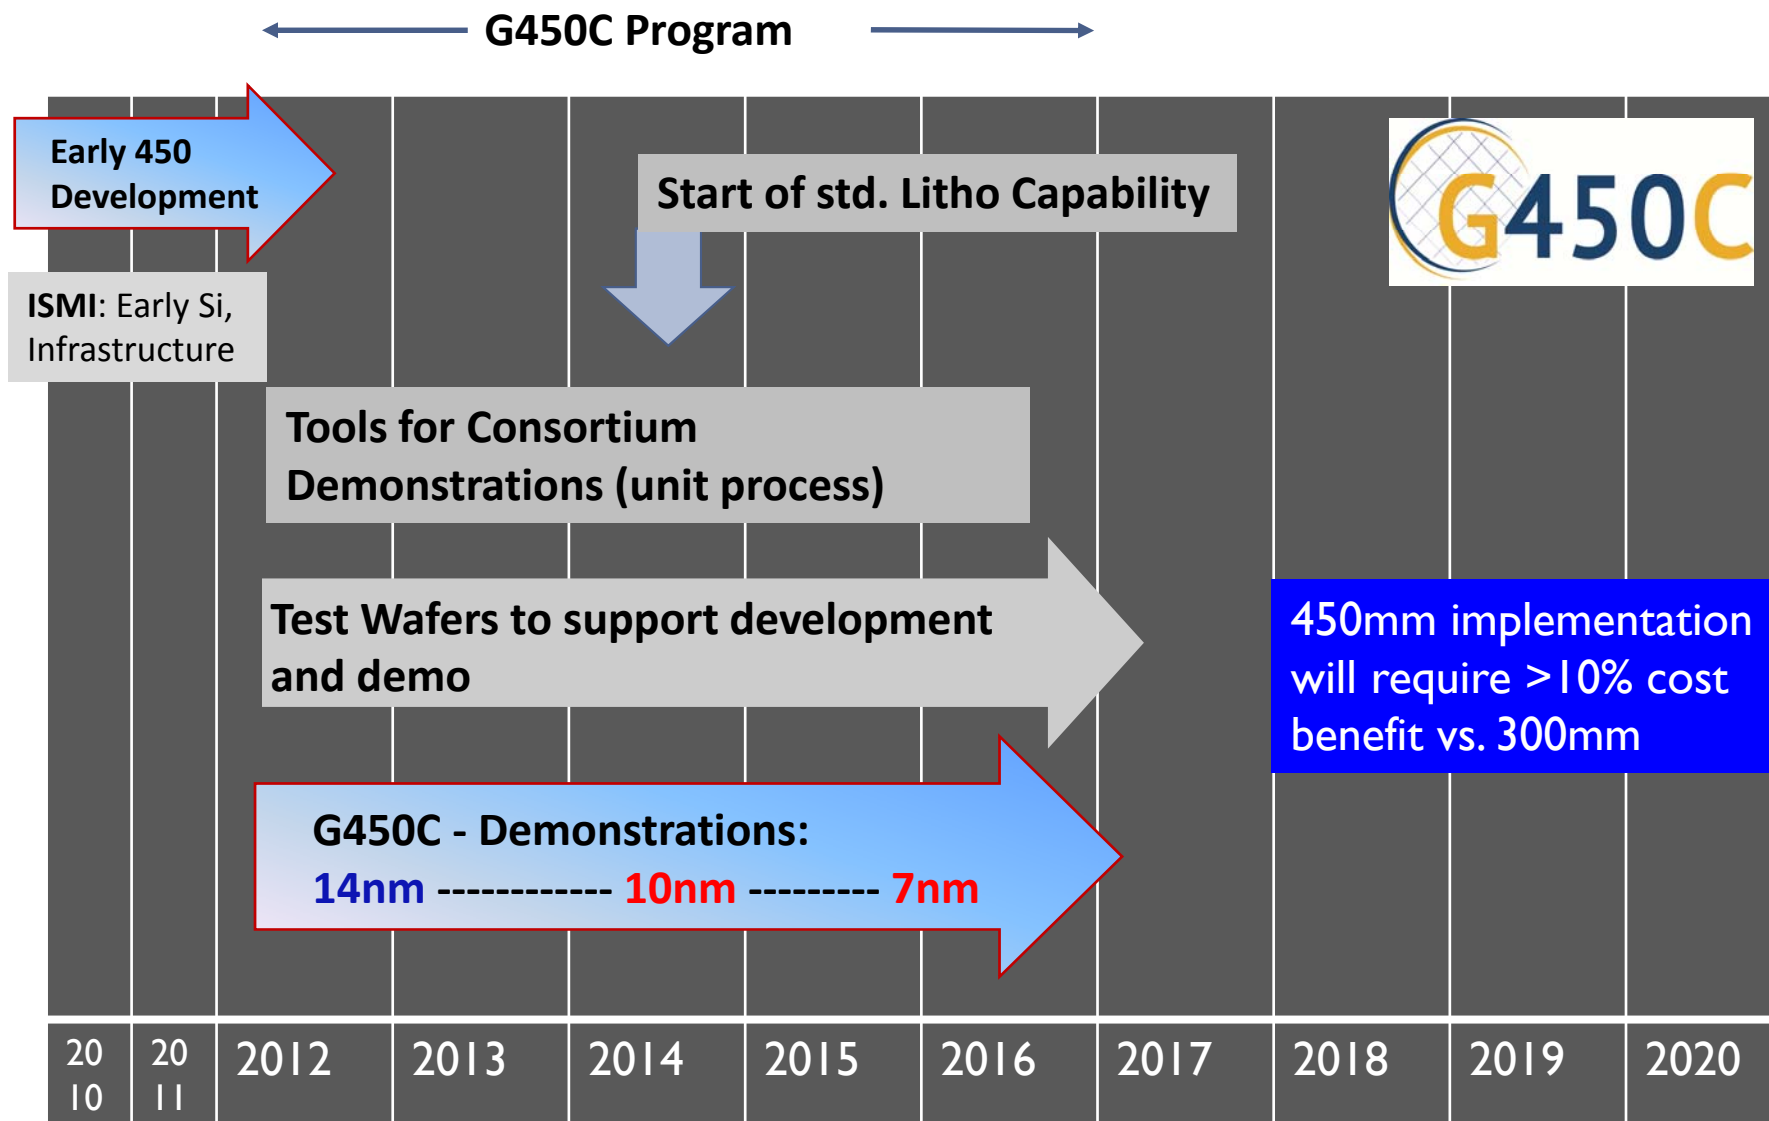 G450C Program
Early 450
Development
Start of std. Litho Capability
G450C
ISMI: Early Si,
Infrastructure
Tools for Consortium
Demonstrations (unit process)
Test Wafers to support development
and demo
450mm implementation
will require >10% cost
benefit vs. 300mm
G450C - Demonstrations:
14nm ------------ 10nm --------- 7nm
20
10
20
11
2012
2013
2014
2015
2016
2017
2018
2019
2020